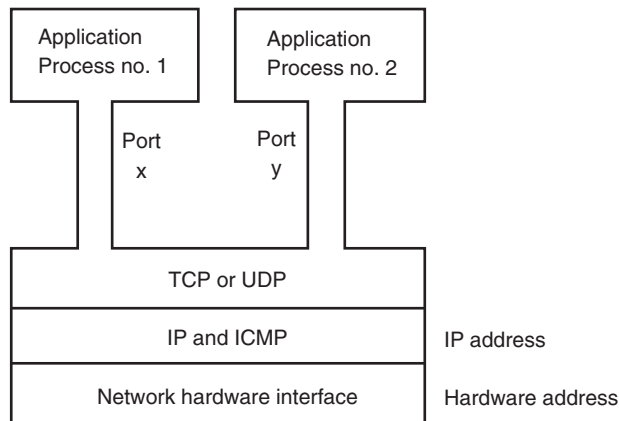 Application
Process no. 1
Application
Process no. 2
Port
x
Port
y
TCP or UDP
IP and ICMP
IP address
Network hardware interface
Hardware address